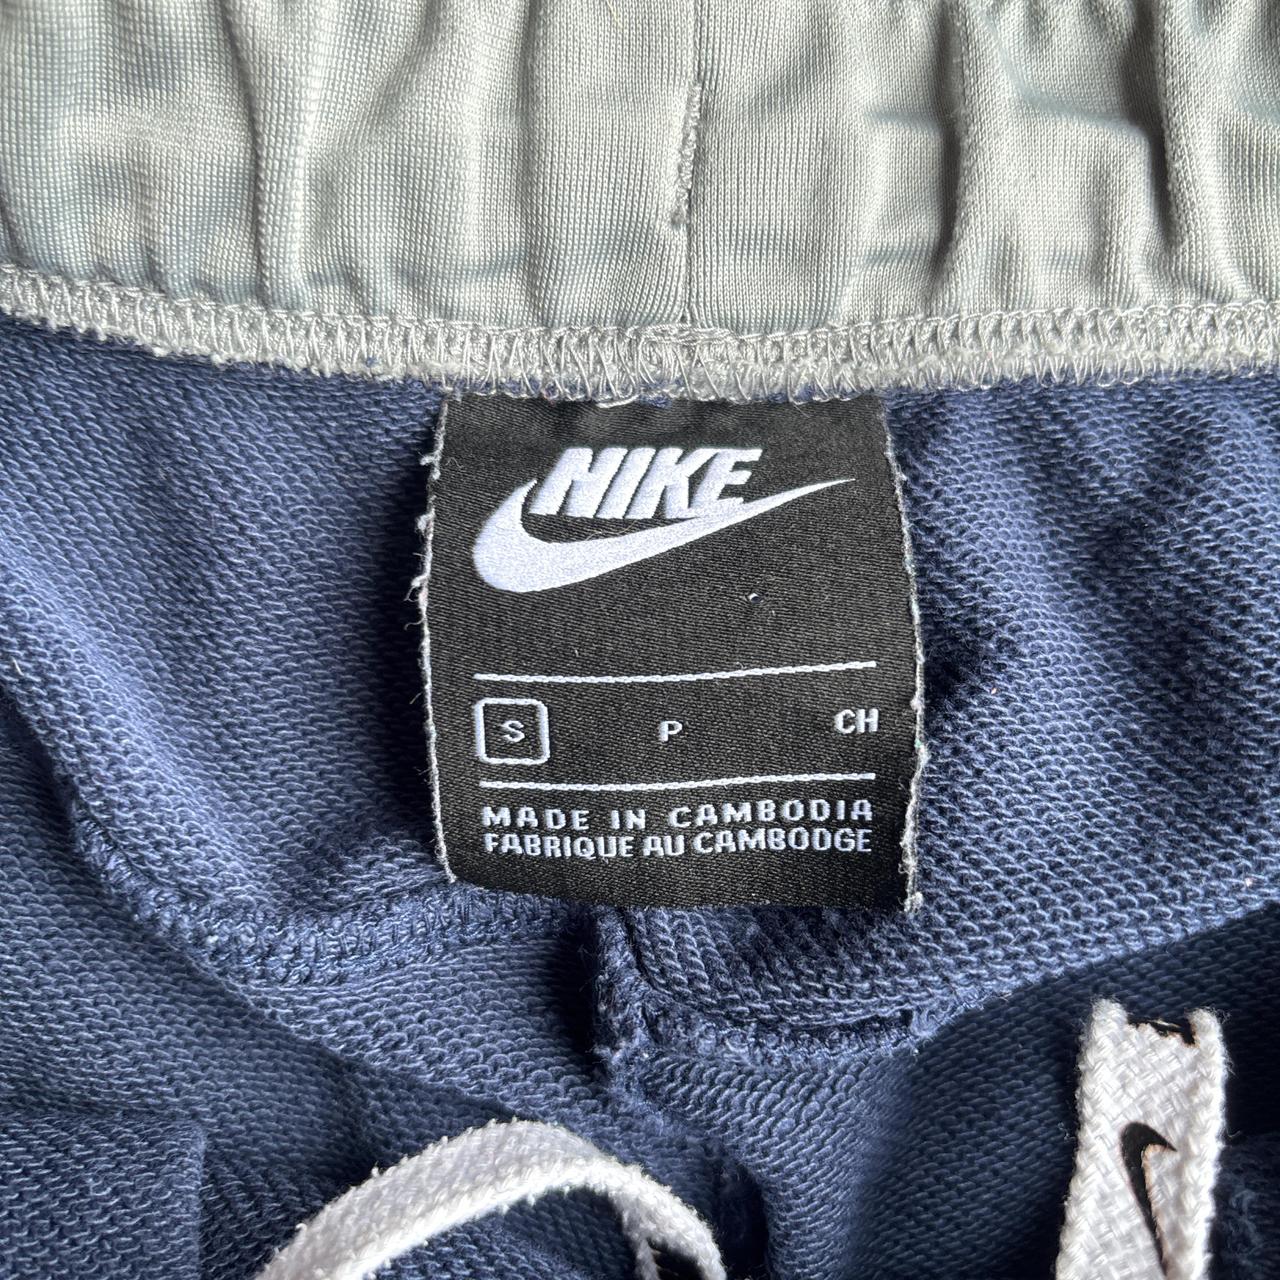 NIKE
S P CH
MADE IN CAMBODIA
FABRIQUE AU CAMBODGE